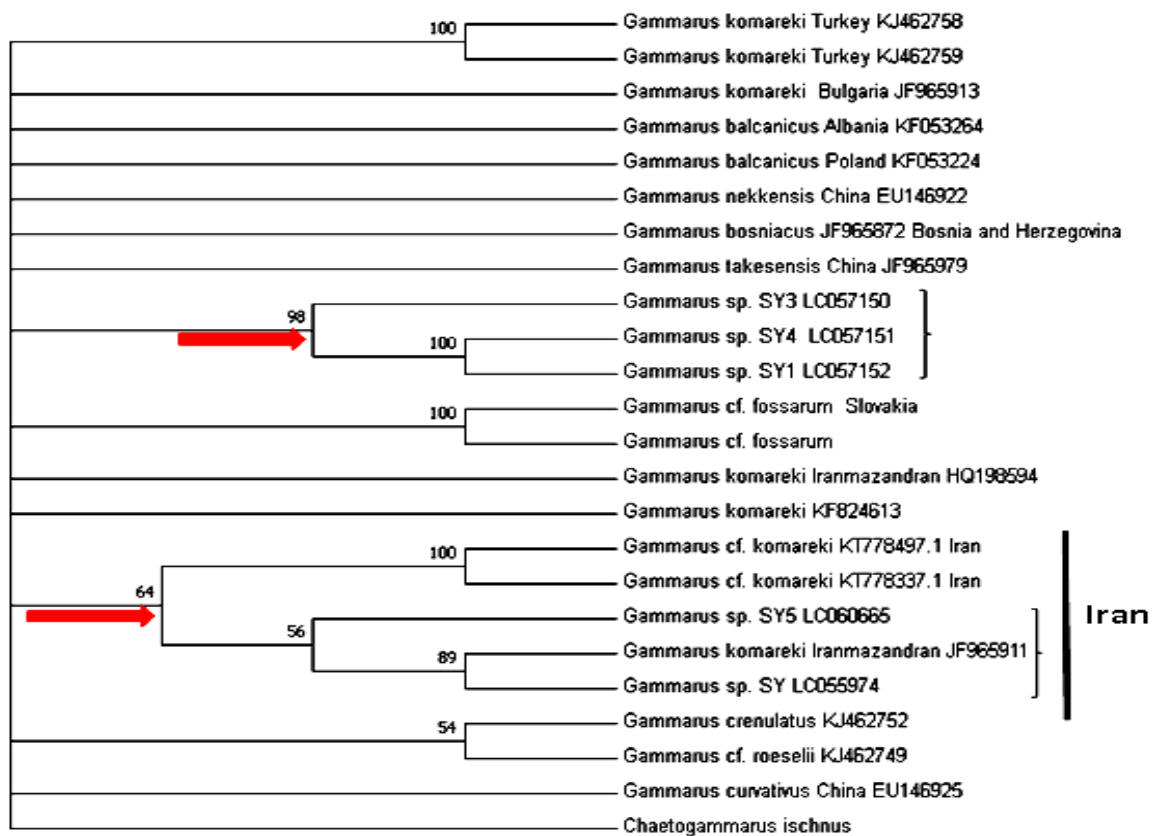 100
Gammarus komareki Turkey KJ462758
Gammarus komareki Turkey KJ462759
Gammarus komareki Bulgaria JF965913
Gammarus balcanicus Albania KF053264
Gammarus balcanicus Poland KF053224
Gammarus nekkensis China EU146922
Gammarus bosniacus JF965872 Bosnia and Herzegovina
Gammarus takesensis China JF965979
98
Gammarus sp. SY3 LC057150
100
Gammarus sp. SY4 LC057151
Gammarus sp. SY1 LC057152
100
Gammarus cf. fossarum Slovakia
Gammarus cf. fossarum
Gammarus komareki Iranmazandran HQ198594
Gammarus komareki KF824613
64
100
Gammarus cf. komareki KT778497.1 Iran
Gammarus cf. komareki KT778337.1 Iran
56
Gammarus sp. SY5 LC060665
Iran
89
Gammarus komareki Iranmazandran JF965911
Gammarus sp. SY LC055974
54
Gammarus crenulatus KJ462752
Gammarus cf. roeselii KJ462749
Gammarus curvativus China EU146925
Chaetogammarus ischnus